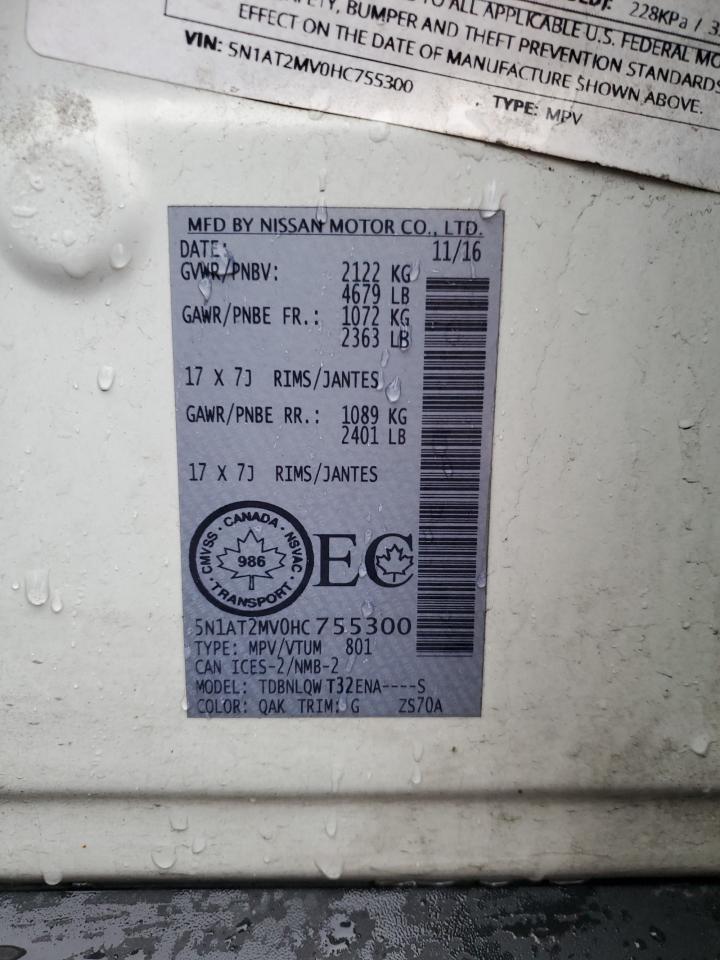 228KPa / 3
TO ALL APPLICABLE U.S. FEDERAL MO
BUMPER AND THEFT PREVENTION STANDARDS
EFFECT ON THE DATE OF MANUFACTURE SHOWN ABOVE.
VIN: 5N1AT2MV0HC755300
TYPE: MPV
MFD BY NISSAN MOTOR CO., LTD.
DATE: 11/16
GVWR/PNBV: 2122 KG
4679 LB
GAWR/PNBE FR.: 1072 KG
2363 LB
17 X 7J RIMS/JANTES
GAWR/PNBE RR.: 1089 KG
2401 LB
17 X 7J RIMS/JANTES
CMVSS · CANADA · NSVAC · TRANSPORT ·
986
EC
5N1AT2MV0HC755300
TYPE: MPV/VTUM 801
CAN ICES-2/NMB-2
MODEL: TDBNLQW T32ENA----S
COLOR: QAK TRIM: G ZS70A